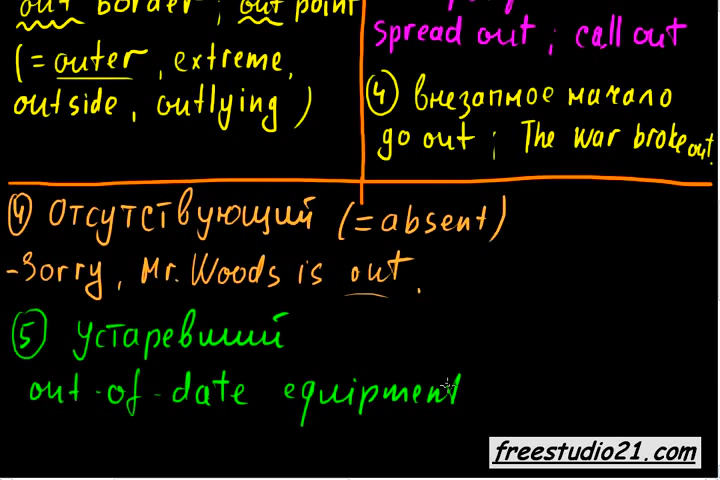 out border ; out point
(= outer , extreme,
outside , outlying )
spread out ; call out
④ внезапное начало
go out ; The war broke out.
④ Отсутствующий (= absent)
- Sorry, Mr. Woods is out.
⑤ устаревший
out-of-date equipment
freestudio21.com